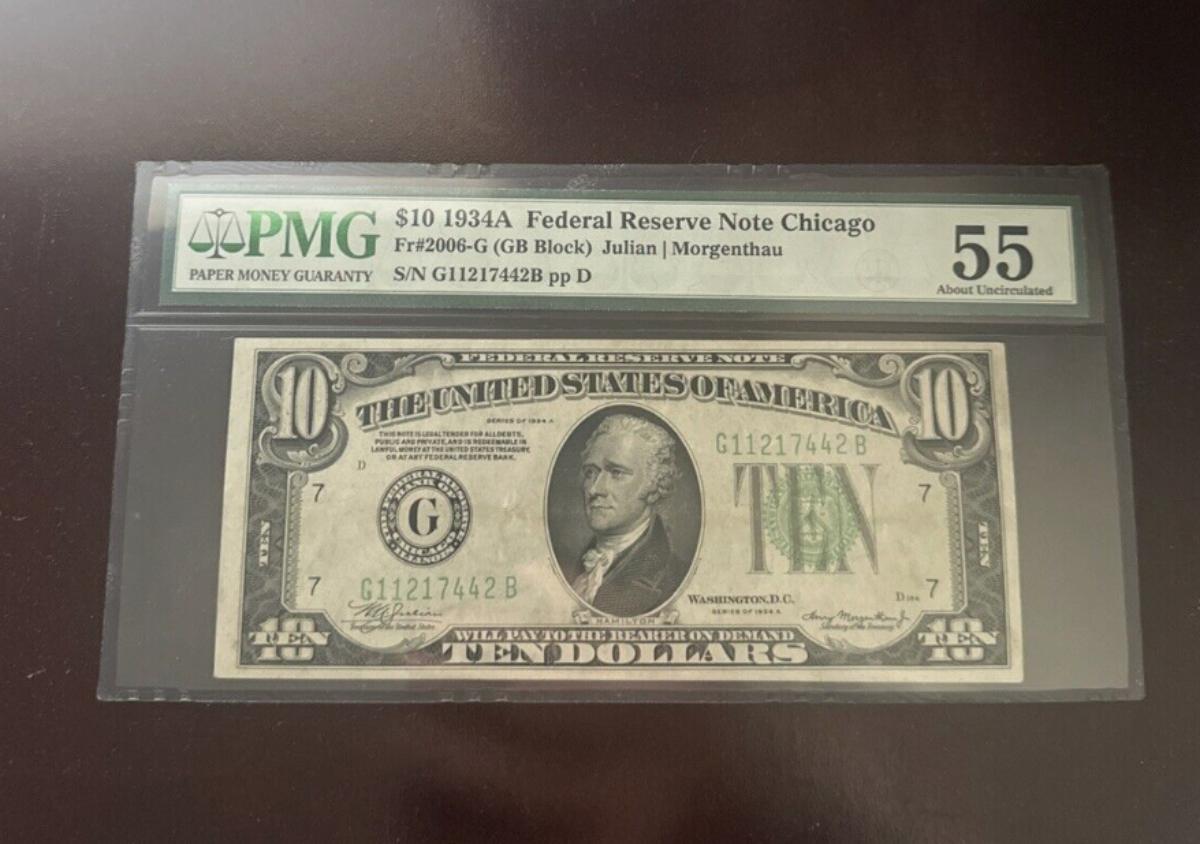 PMG
PAPER MONEY GUARANTY
$10 1934A Federal Reserve Note Chicago
Fr#2006-G (GB Block) Julian | Morgenthau
S/N G11217442B pp D
55
About Uncirculated
FEDERAL RESERVE NOTE
10
10
THE UNITED STATES OF AMERICA
SERIES OF 1934 A
THIS NOTE IS LEGAL TENDER FOR ALL DEBTS,
PUBLIC AND PRIVATE, AND IS REDEEMABLE IN
LAWFUL MONEY AT THE UNITED STATES TREASURY,
OR AT ANY FEDERAL RESERVE BANK.
G11217442 B
D
7
7
G
TEN
TEN
TEN
7
7
G11217442 B
WASHINGTON, D.C.
SERIES OF 1934 A
HAMILTON
WILL PAY TO THE BEARER ON DEMAND
TEN
TEN DOLLARS
TEN